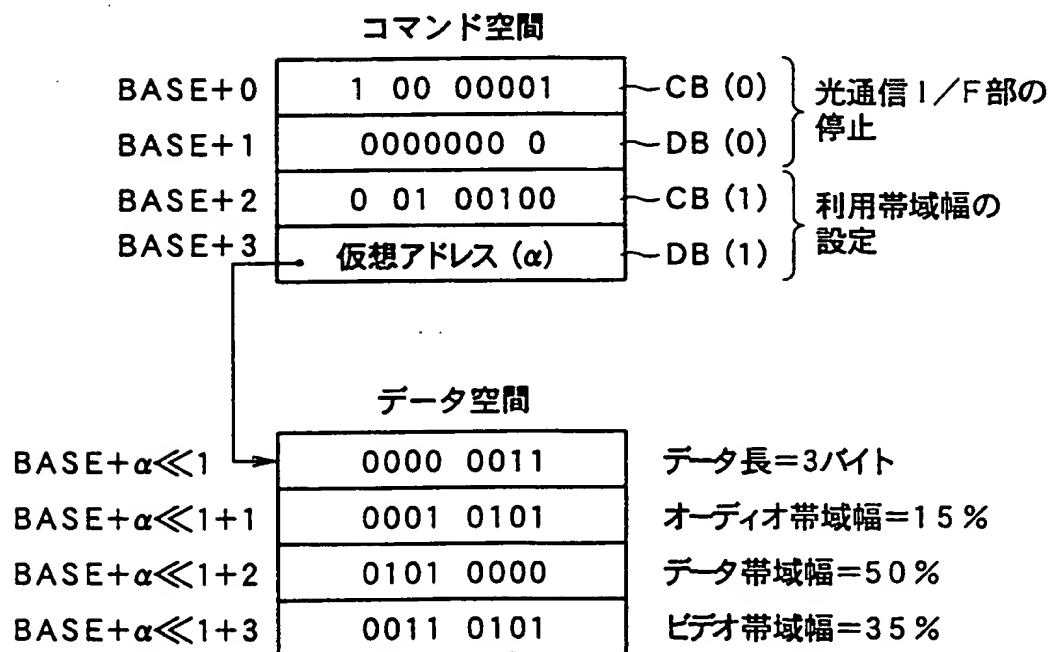 コマンド空間
BASE+0 1 00 00001 CB (0)
BASE+1 0000000 0 DB (0)
光通信I/F部の
停止
BASE+2 0 01 00100 CB (1)
BASE+3 仮想アドレス (α) DB (1)
利用帯域幅の
設定
データ空間
BASE+α≪1 0000 0011 データ長=3バイト
BASE+α≪1+1 0001 0101 オーディオ帯域幅=15%
BASE+α≪1+2 0101 0000 データ帯域幅=50%
BASE+α≪1+3 0011 0101 ビデオ帯域幅=35%